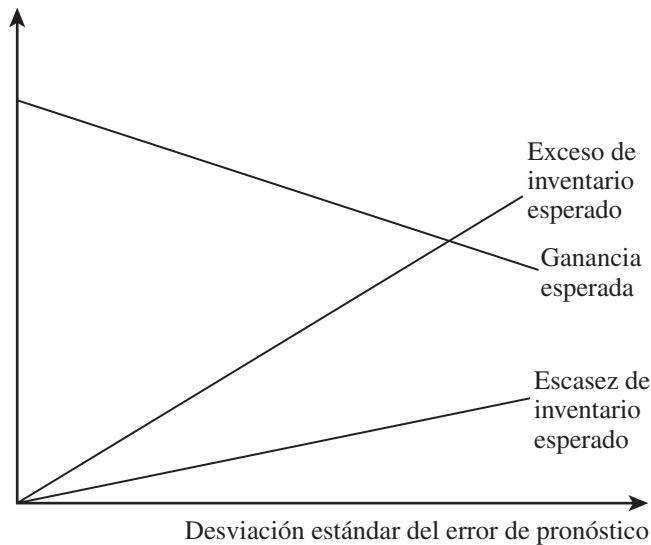 Exceso de
inventario
esperado
Ganancia
esperada
Escasez de
inventario
esperado
Desviación estándar del error de pronóstico